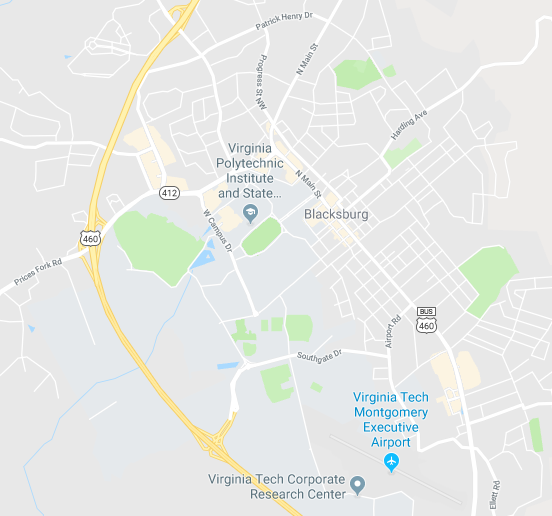 Patrick Henry Dr
N Main St
Progress St NW
Harding Ave
Virginia
Polytechnic
Institute
and State...
N Main St
412
Blacksburg
W Campus Dr
460
Prices Fork Rd
BUS
460
Airport Rd
Southgate Dr
Virginia Tech
Montgomery
Executive
Airport
Virginia Tech Corporate
Research Center
Ellett Rd